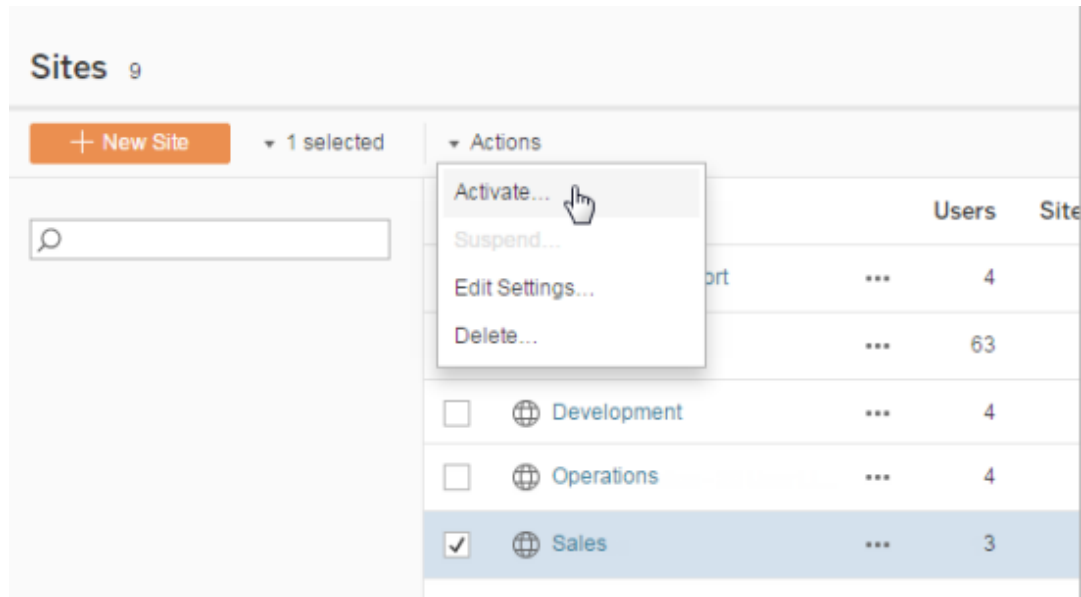 Sites 9
+ New Site
1 selected
Actions
Activate...
Users
Site
Suspend...
Edit Settings...
ort
4
Delete...
63
Development
4
Operations
4
Sales
3